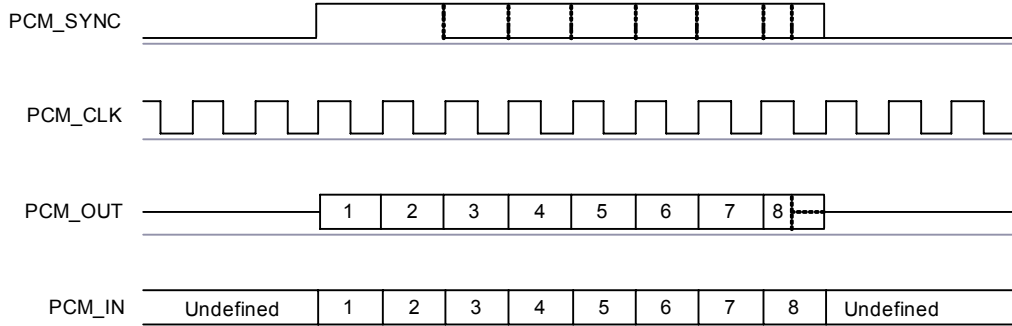 PCM_SYNC
PCM_CLK
PCM_OUT 1 2 3 4 5 6 7 8
PCM_IN Undefined 1 2 3 4 5 6 7 8 Undefined